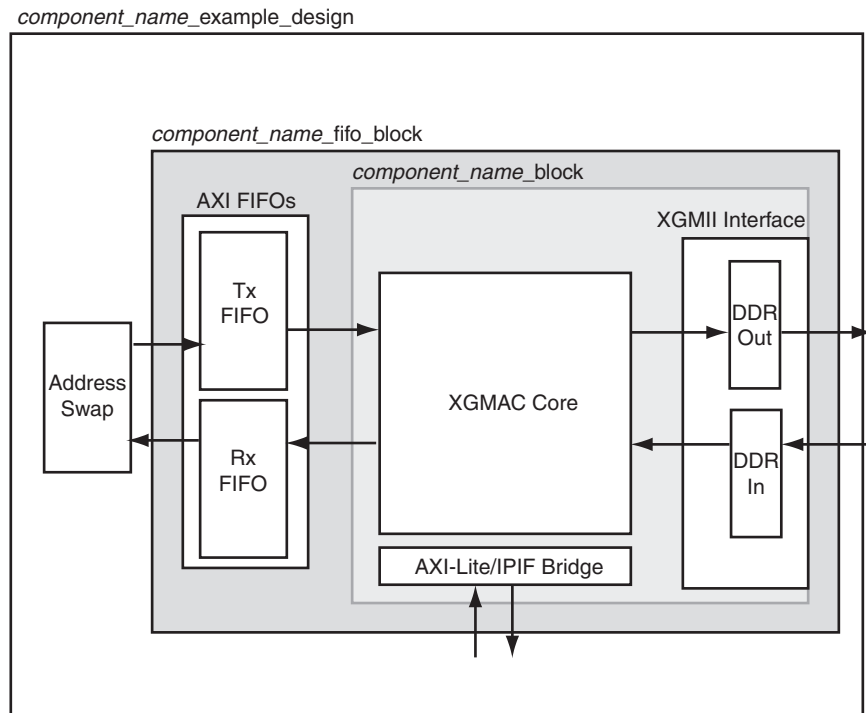 component_name_example_design
component_name_fifo_block
component_name_block
AXI FIFOs
XGMII Interface
Tx
FIFO
DDR
Out
Address
Swap
XGMAC Core
Rx
FIFO
DDR
In
AXI-Lite/IPIF Bridge